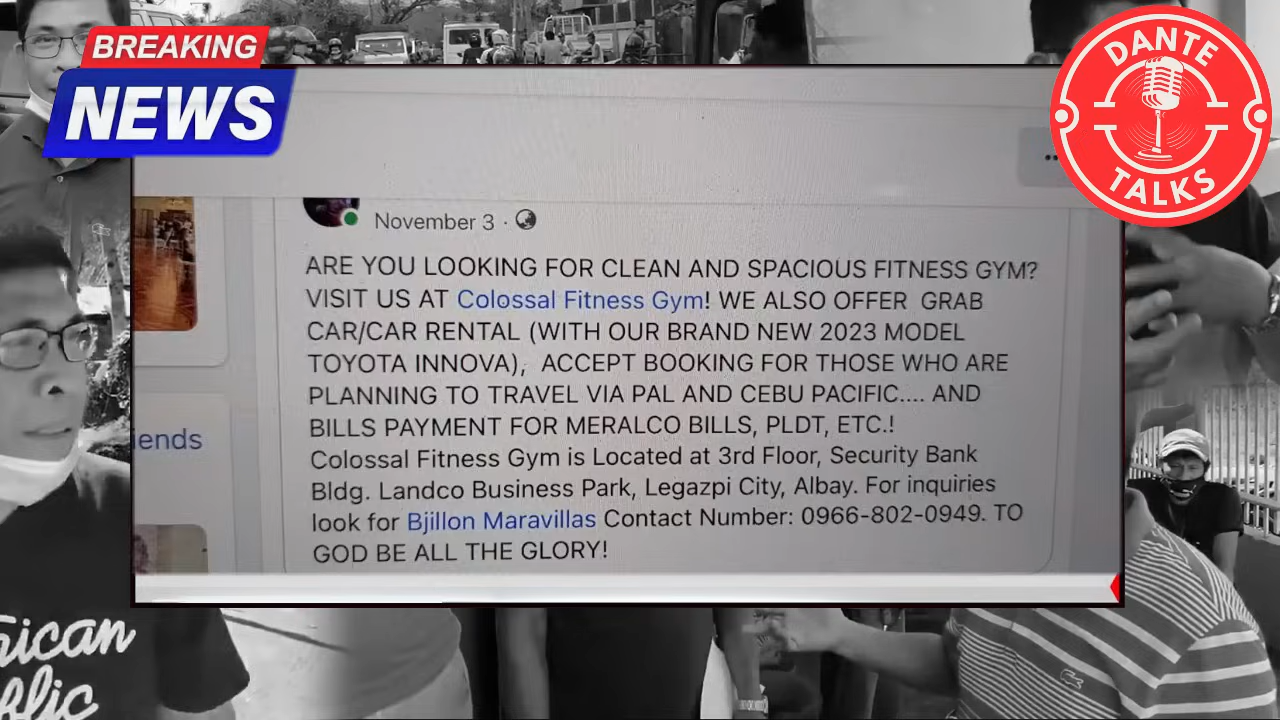 BREAKING
NEWS
DANTE
TALKS
November 3 ·
ARE YOU LOOKING FOR CLEAN AND SPACIOUS FITNESS GYM?
VISIT US AT Colossal Fitness Gym! WE ALSO OFFER GRAB
CAR/CAR RENTAL (WITH OUR BRAND NEW 2023 MODEL
TOYOTA INNOVA), ACCEPT BOOKING FOR THOSE WHO ARE
PLANNING TO TRAVEL VIA PAL AND CEBU PACIFIC.... AND
BILLS PAYMENT FOR MERALCO BILLS, PLDT, ETC.!
Colossal Fitness Gym is Located at 3rd Floor, Security Bank
Bldg. Landco Business Park, Legazpi City, Albay. For inquiries
look for Bjillon Maravillas Contact Number: 0966-802-0949. TO
GOD BE ALL THE GLORY!
iends